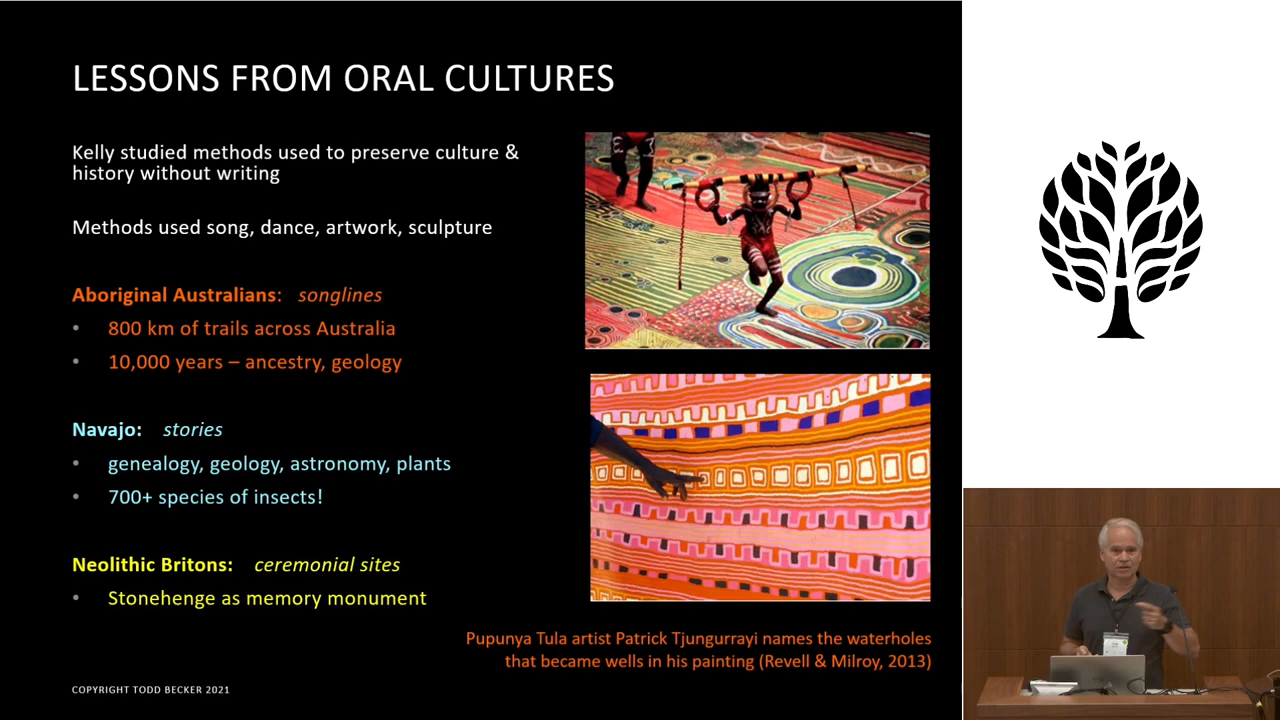 LESSONS FROM ORAL CULTURES
Kelly studied methods used to preserve culture &
history without writing
Methods used song, dance, artwork, sculpture
Aboriginal Australians: songlines
• 800 km of trails across Australia
• 10,000 years – ancestry, geology
Navajo: stories
• genealogy, geology, astronomy, plants
• 700+ species of insects!
Neolithic Britons: ceremonial sites
• Stonehenge as memory monument
Pupunya Tula artist Patrick Tjungurrayi names the waterholes
that became wells in his painting (Revell & Milroy, 2013)
COPYRIGHT TODD BECKER 2021